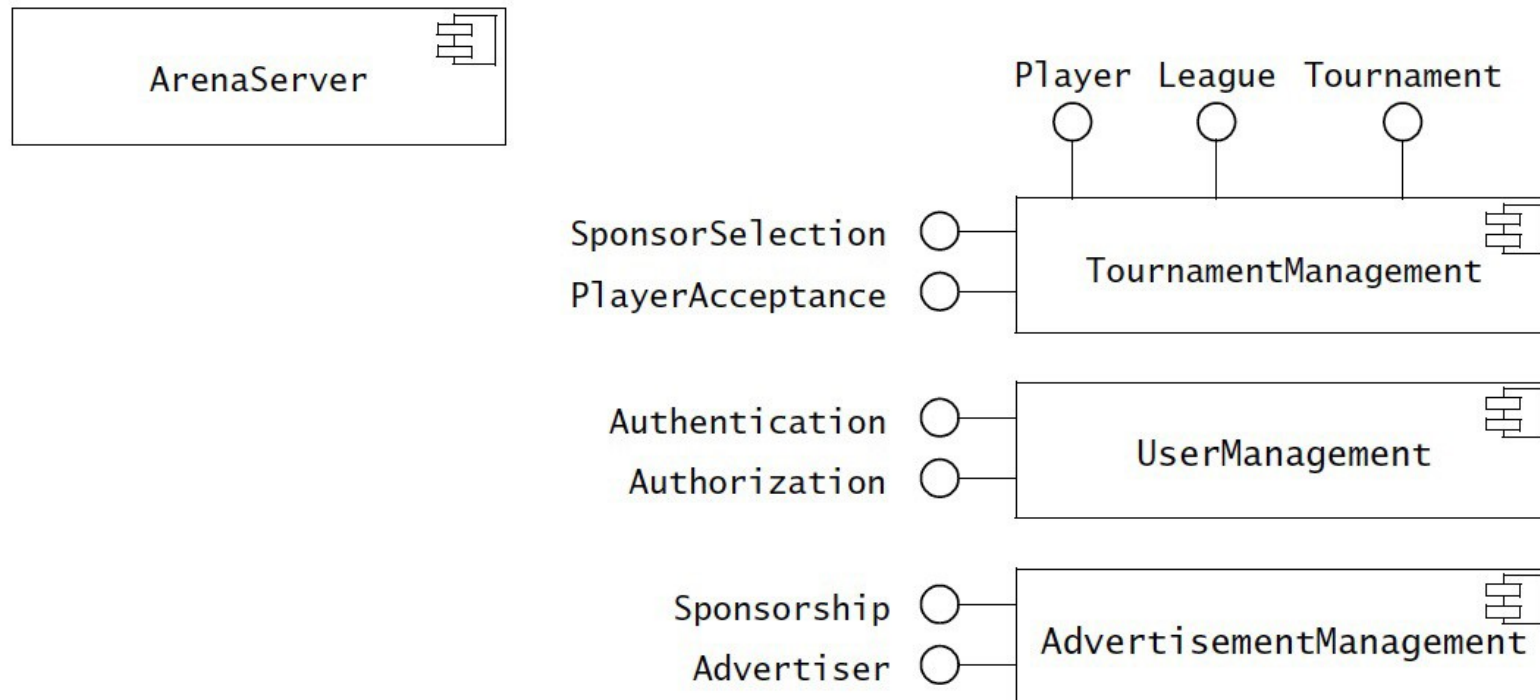 ArenaServer
Player League Tournament
SponsorSelection
TournamentManagement
PlayerAcceptance
Authentication
UserManagement
Authorization
Sponsorship
AdvertisementManagement
Advertiser